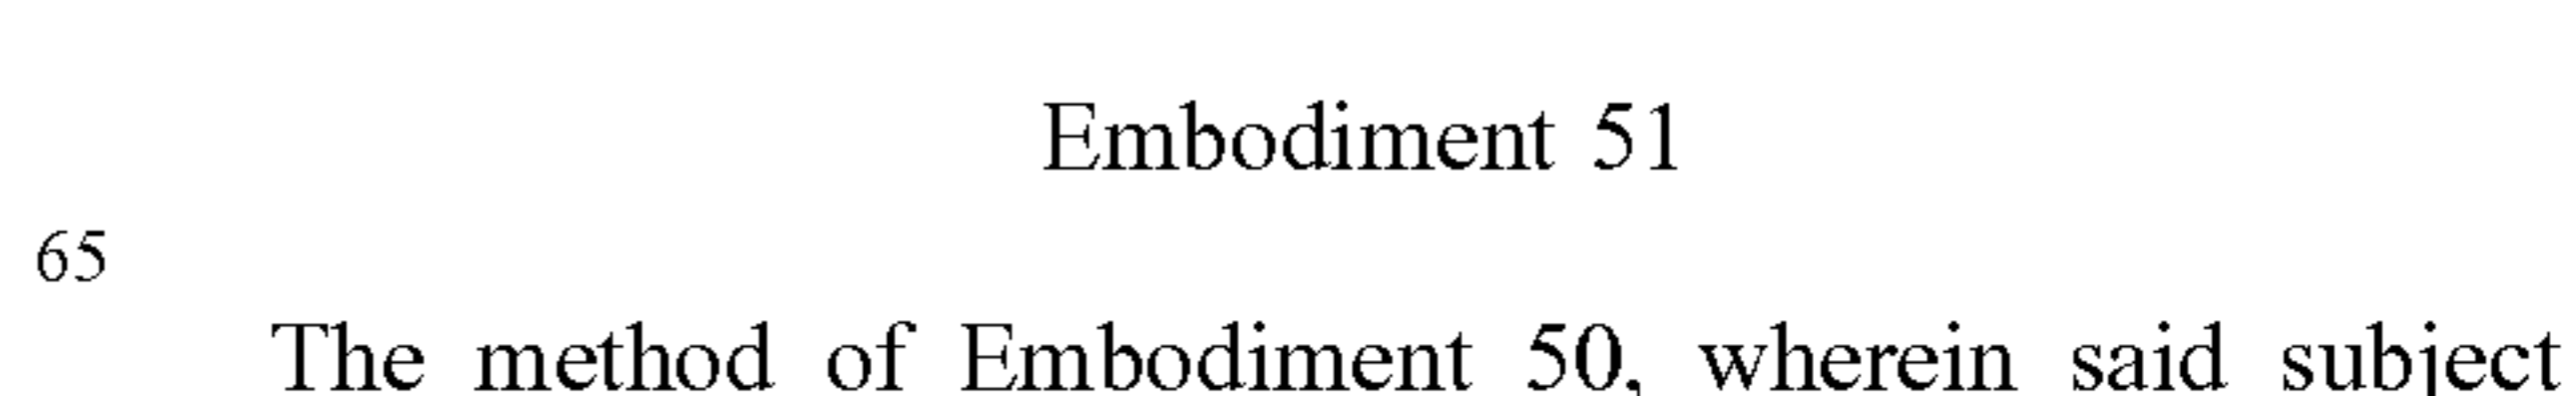 Embodiment 51
65
The method of Embodiment 50, wherein said subject